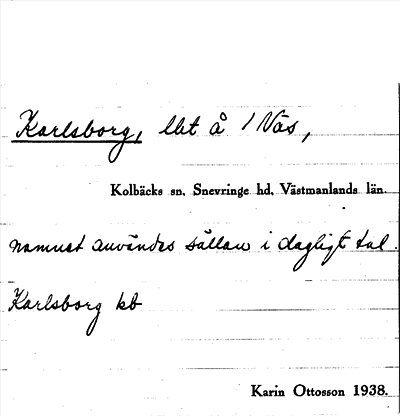 Karlsborg, lht å 1 Näs,
Kolbäcks sn. Snevringe hd. Västmanlands län.
namnet användes sällan i dagligt tal.
Karlsborg kb
Karin Ottosson 1938.